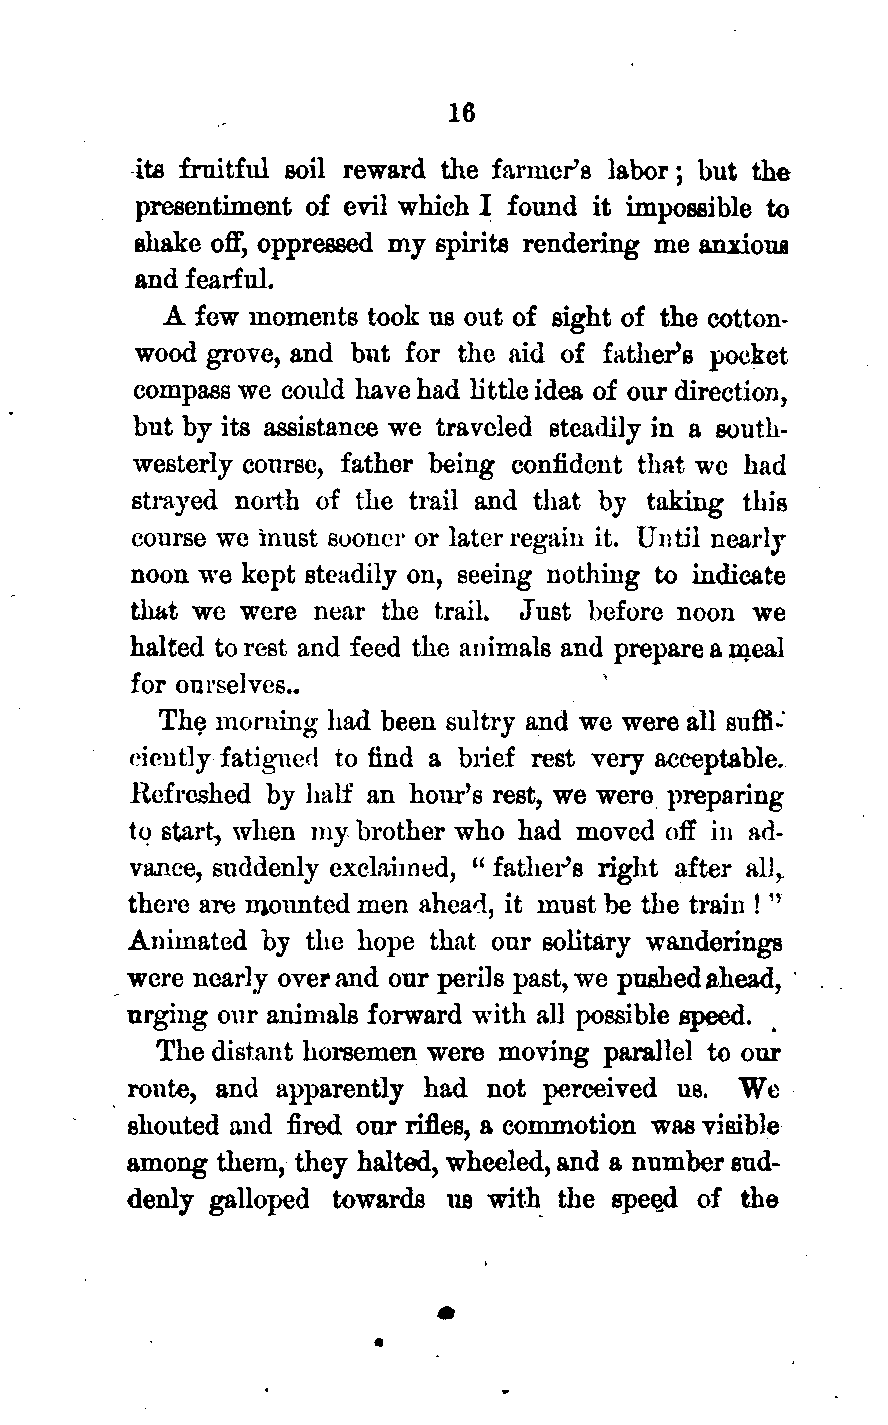 16
its fruitful soil reward the farmer's labor; but the
presentiment of evil which I found it impossible to
shake off, oppressed my spirits rendering me anxious
and fearful.
A few moments took us out of sight of the cotton-
wood grove, and but for the aid of father's pocket
compass we could have had little idea of our direction,
but by its assistance we traveled steadily in a south-
westerly course, father being confident that we had
strayed north of the trail and that by taking this
course we must sooner or later regain it. Until nearly
noon we kept steadily on, seeing nothing to indicate
that we were near the trail. Just before noon we
halted to rest and feed the animals and prepare a meal
for ourselves..
The morning had been sultry and we were all suffi-
ciently fatigued to find a brief rest very acceptable.
Refreshed by half an hour's rest, we were preparing
to start, when my brother who had moved off in ad-
vance, suddenly exclaimed, " father's right after all,
there are mounted men ahead, it must be the train ! "
Animated by the hope that our solitary wanderings
were nearly over and our perils past, we pushed ahead,
urging our animals forward with all possible speed.
The distant horsemen were moving parallel to our
route, and apparently had not perceived us. We
shouted and fired our rifles, a commotion was visible
among them, they halted, wheeled, and a number sud-
denly galloped towards us with the speed of the